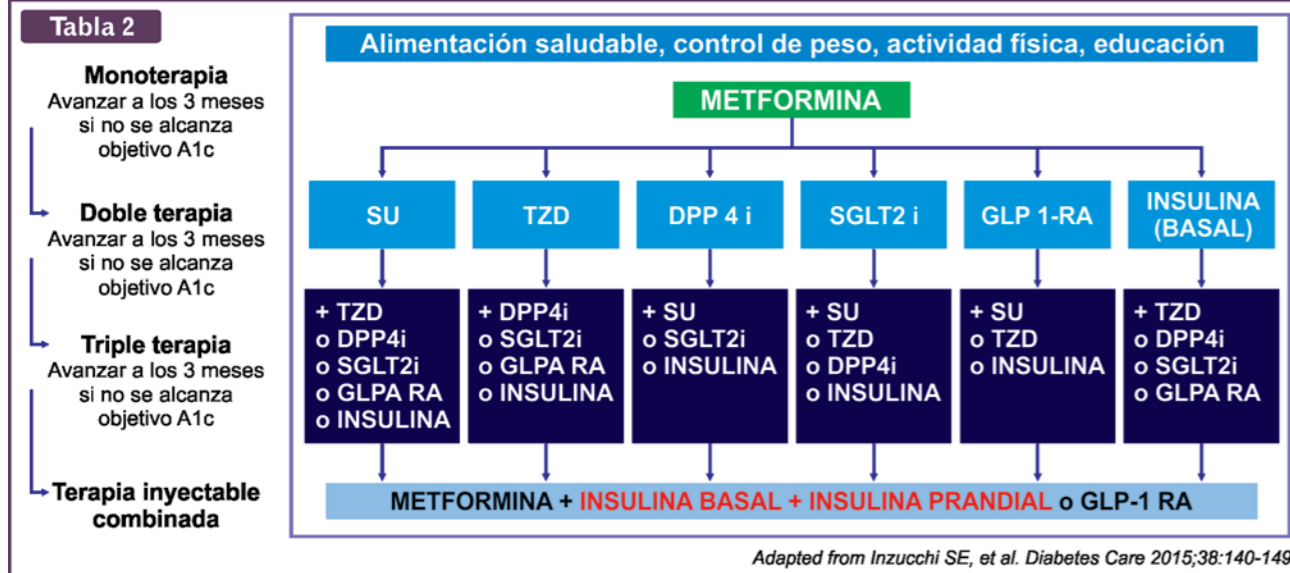 Tabla 2
Monoterapia
Avanzar a los 3 meses
si no se alcanza
objetivo A1c
Doble terapia
Avanzar a los 3 meses
si no se alcanza
objetivo A1c
Triple terapia
Avanzar a los 3 meses
si no se alcanza
objetivo A1c
Terapia inyectable
combinada
Alimentación saludable, control de peso, actividad física, educación
METFORMINA
SU
TZD
DPP 4 i
SGLT2 i
GLP 1-RA
INSULINA
(BASAL)
+ TZD
o DPP4i
o SGLT2i
o GLPA RA
o INSULINA
+ DPP4i
o SGLT2i
o GLPA RA
o INSULINA
+ SU
o SGLT2i
o INSULINA
+ SU
o TZD
o DPP4i
o INSULINA
+ SU
o TZD
o INSULINA
+ TZD
o DPP4i
o SGLT2i
o GLPA RA
METFORMINA + INSULINA BASAL + INSULINA PRANDIAL o GLP-1 RA
Adapted from Inzucchi SE, et al. Diabetes Care 2015;38:140-149